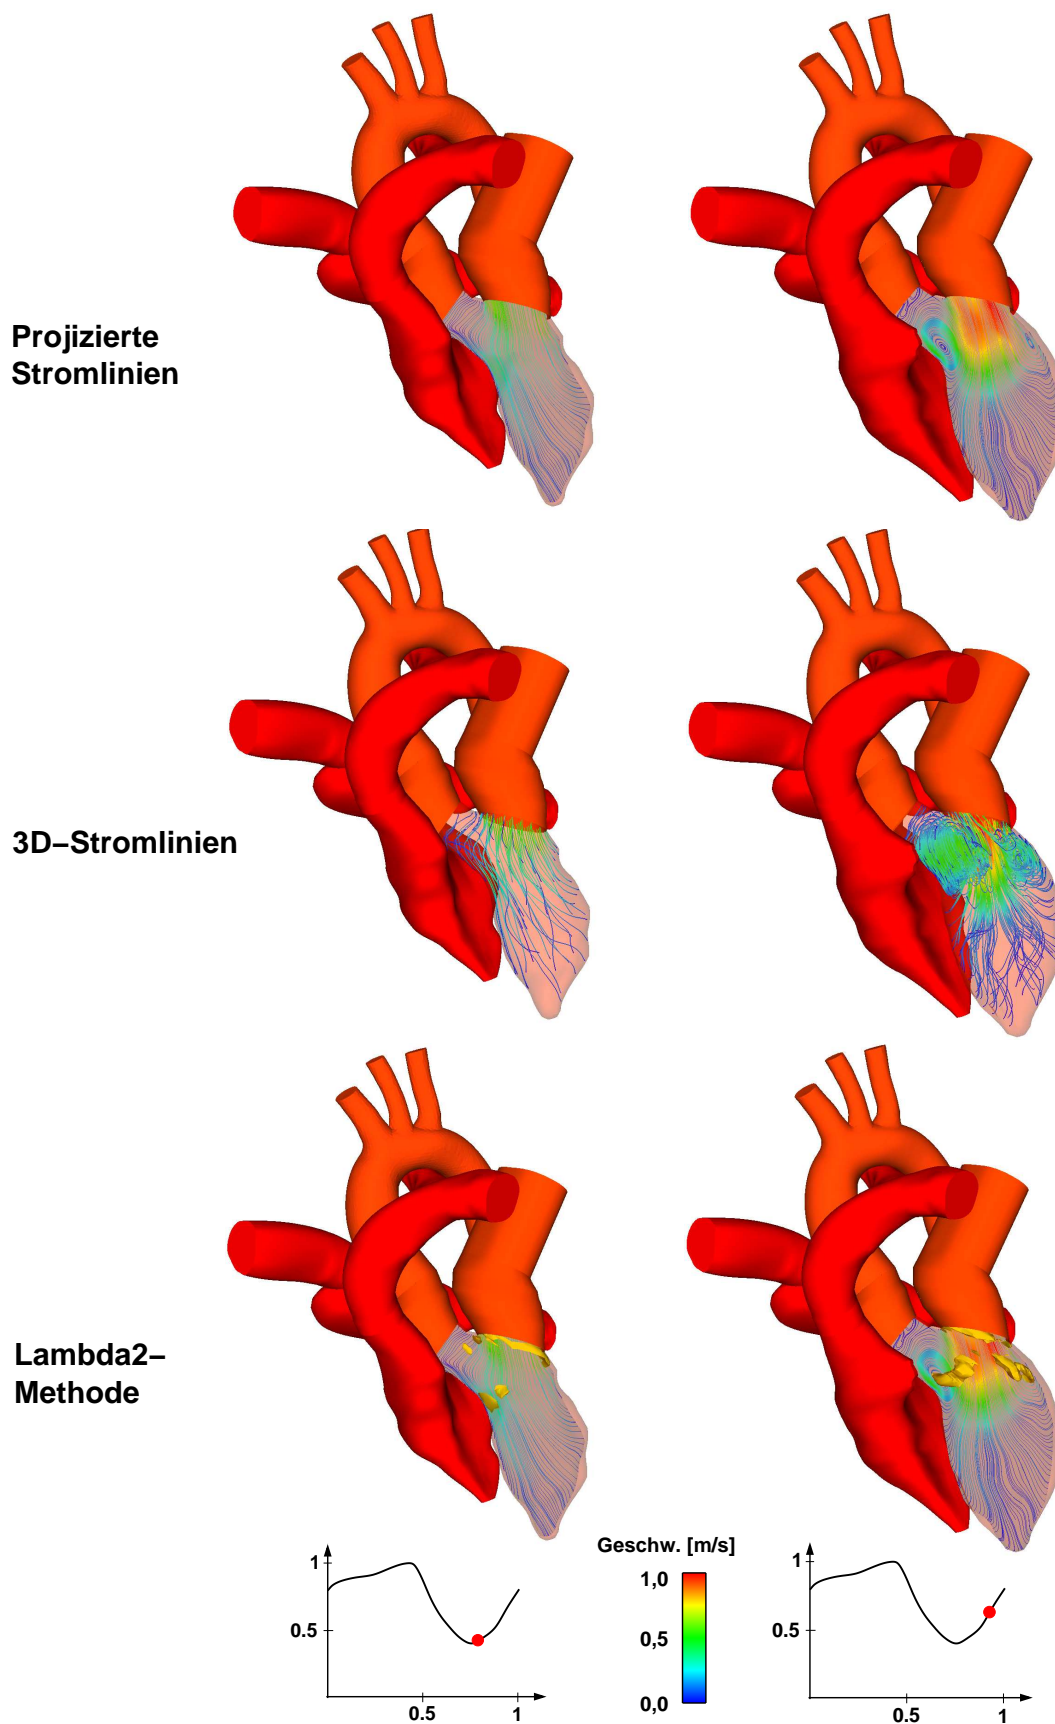 Projizierte
Stromlinien
3D–Stromlinien
Lambda2–
Methode
Geschw. [m/s]
1
0.5
0.5
1
1,0
0,5
0,0
1
0.5
0.5
1